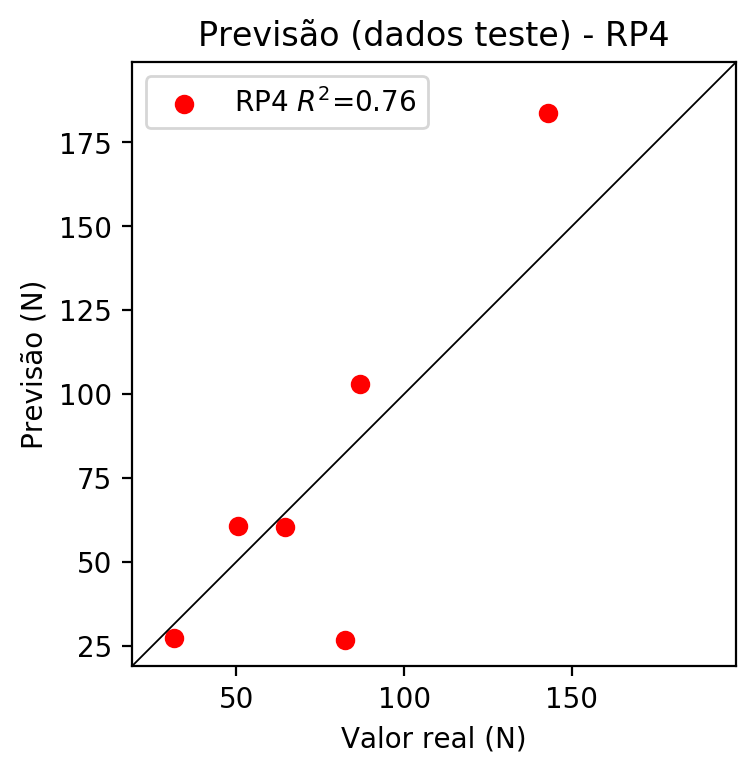 Previsão (dados teste) - RP4
RP4 R²=0.76
175
150
125
100
75
50
25
Previsão (N)
50 100 150
Valor real (N)